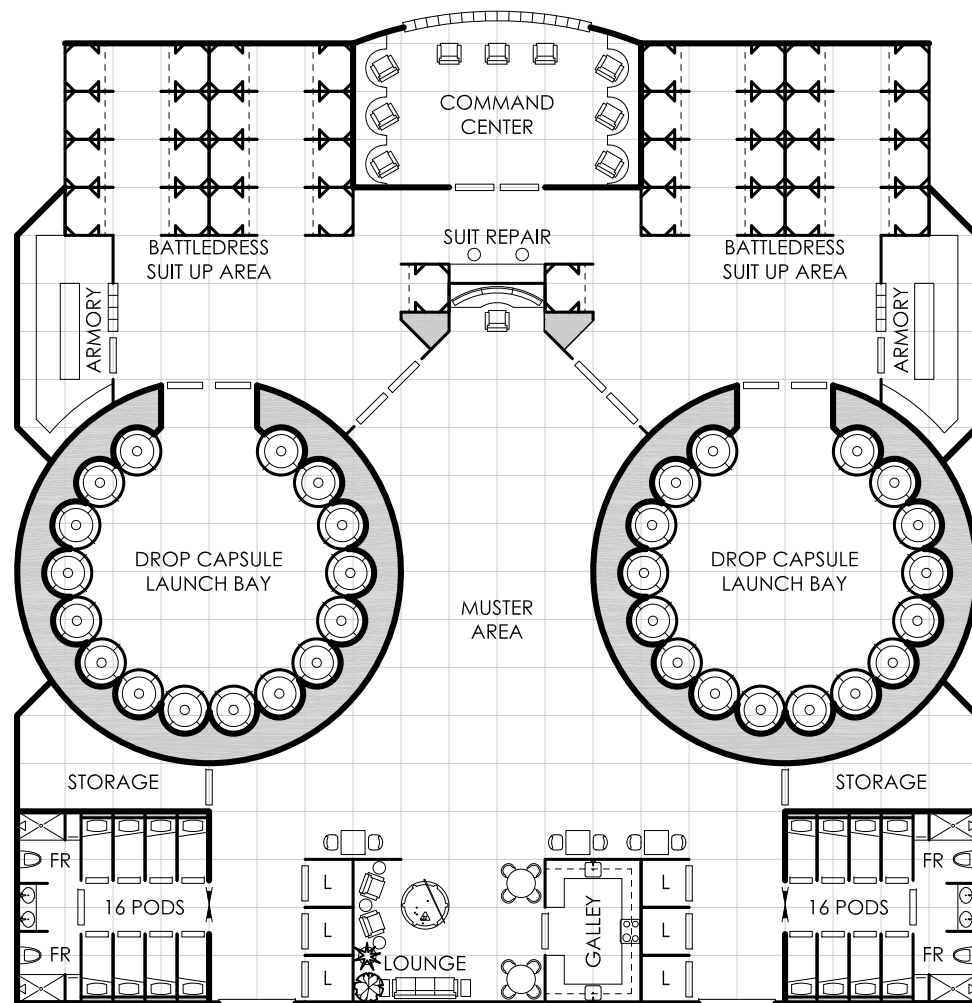 COMMAND
CENTER
BATTLEDRESS
SUIT UP AREA
SUIT REPAIR
BATTLEDRESS
SUIT UP AREA
ARMORY
ARMORY
DROP CAPSULE
LAUNCH BAY
DROP CAPSULE
LAUNCH BAY
MUSTER
AREA
STORAGE
STORAGE
FR
L
L
FR
16 PODS
L
GALLEY
L
16 PODS
FR
L
LOUNGE
L
FR